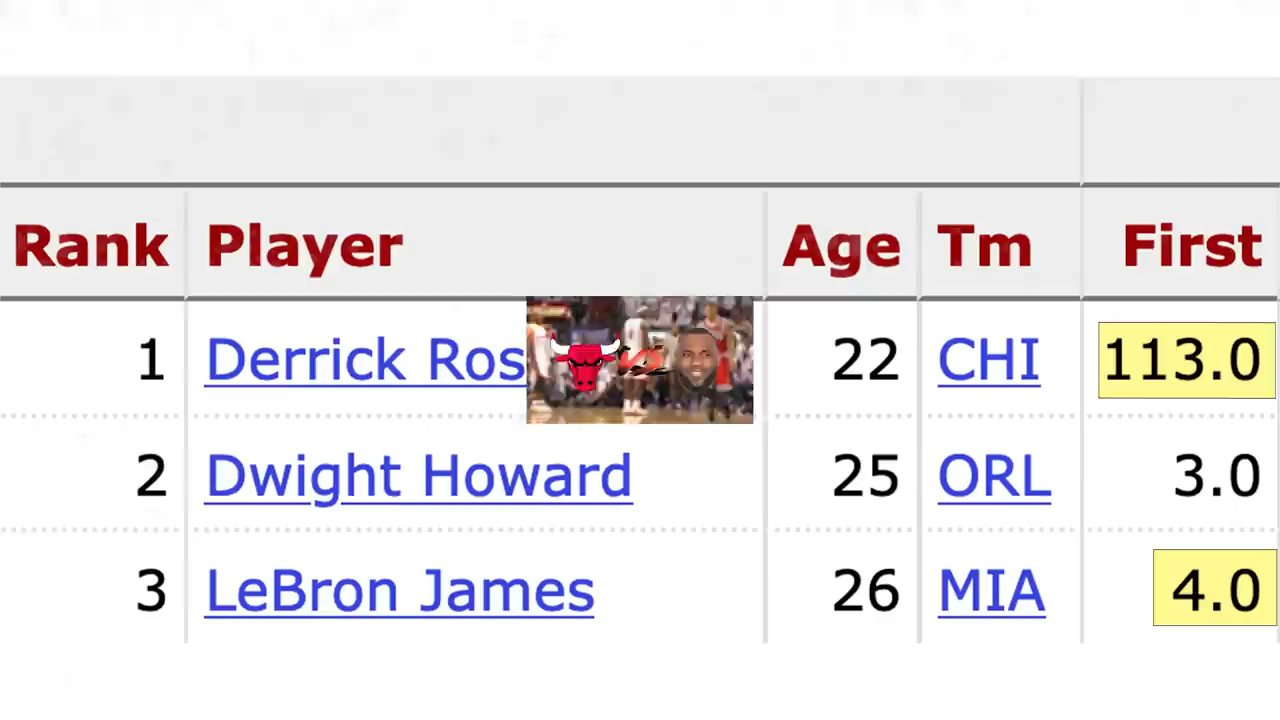 Rank Player Age Tm First
1 Derrick Ros 22 CHI 113.0
2 Dwight Howard 25 ORL 3.0
3 LeBron James 26 MIA 4.0